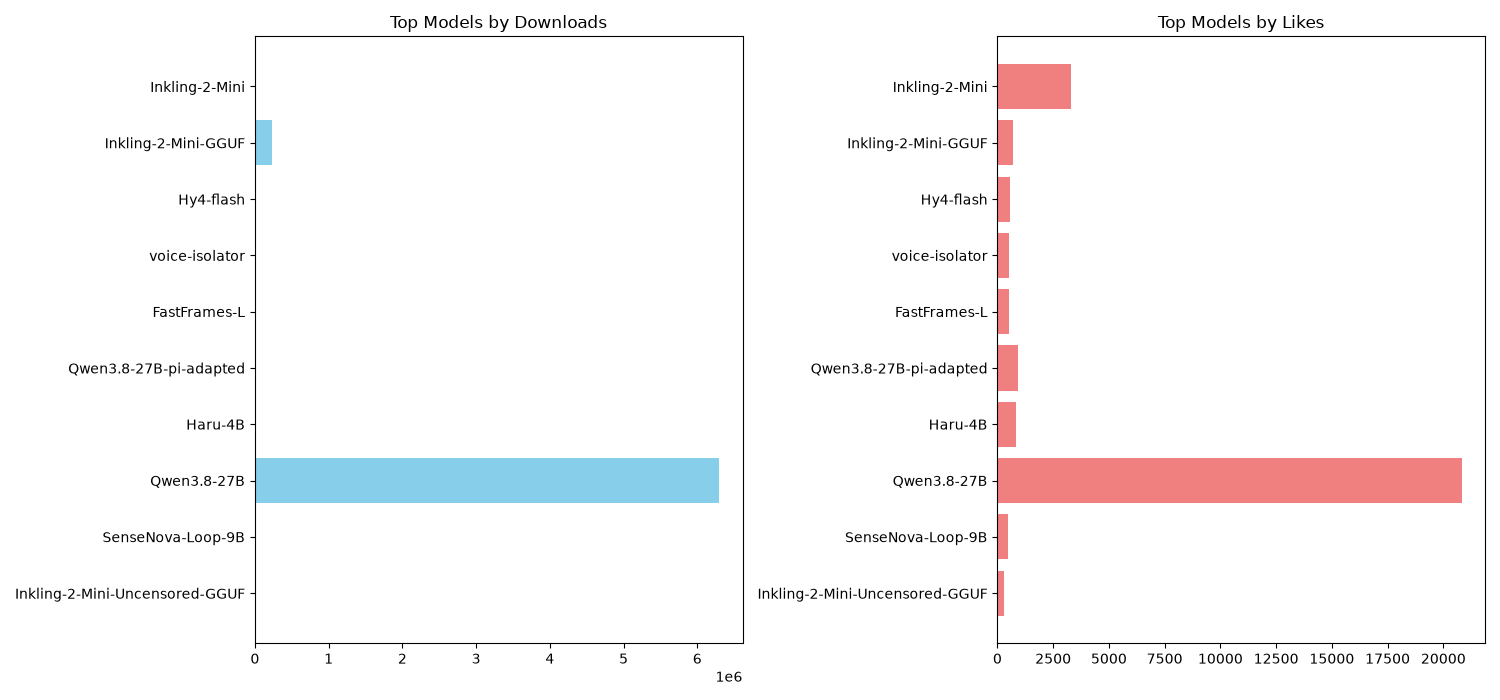 Top Models by Downloads
Inkling-2-Mini
Inkling-2-Mini-GGUF
Hy4-flash
voice-isolator
FastFrames-L
Qwen3.8-27B-pi-adapted
Haru-4B
Qwen3.8-27B
SenseNova-Loop-9B
Inkling-2-Mini-Uncensored-GGUF
0 1 2 3 4 5 6
1e6
Top Models by Likes
Inkling-2-Mini
Inkling-2-Mini-GGUF
Hy4-flash
voice-isolator
FastFrames-L
Qwen3.8-27B-pi-adapted
Haru-4B
Qwen3.8-27B
SenseNova-Loop-9B
Inkling-2-Mini-Uncensored-GGUF
0 2500 5000 7500 10000 12500 15000 17500 20000